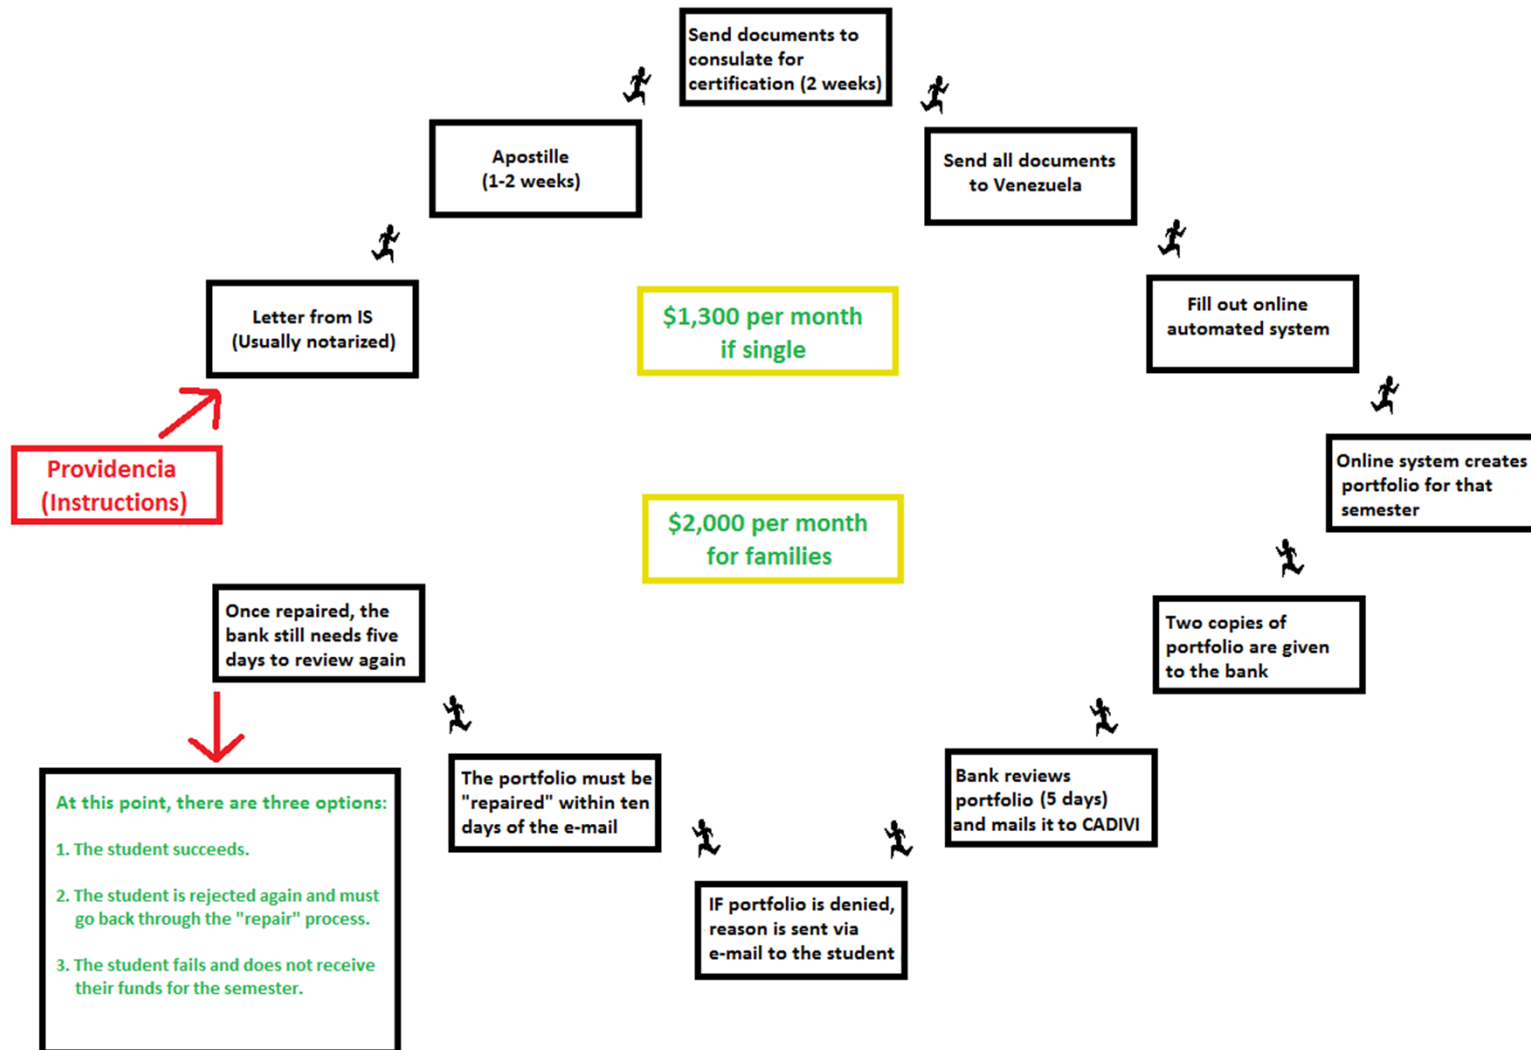 Send documents to
consulate for
certification (2 weeks)
Apostille
(1-2 weeks)
Send all documents
to Venezuela
Letter from IS
(Usually notarized)
$1,300 per month
if single
Fill out online
automated system
Providencia
(Instructions)
Online system creates
portfolio for that
semester
$2,000 per month
for families
Once repaired, the
bank still needs five
days to review again
Two copies of
portfolio are given
to the bank
The portfolio must be
"repaired" within ten
days of the e-mail
Bank reviews
portfolio (5 days)
and mails it to CADIVI
At this point, there are three options:
1. The student succeeds.
2. The student is rejected again and must
go back through the "repair" process.
3. The student fails and does not receive
their funds for the semester.
IF portfolio is denied,
reason is sent via
e-mail to the student